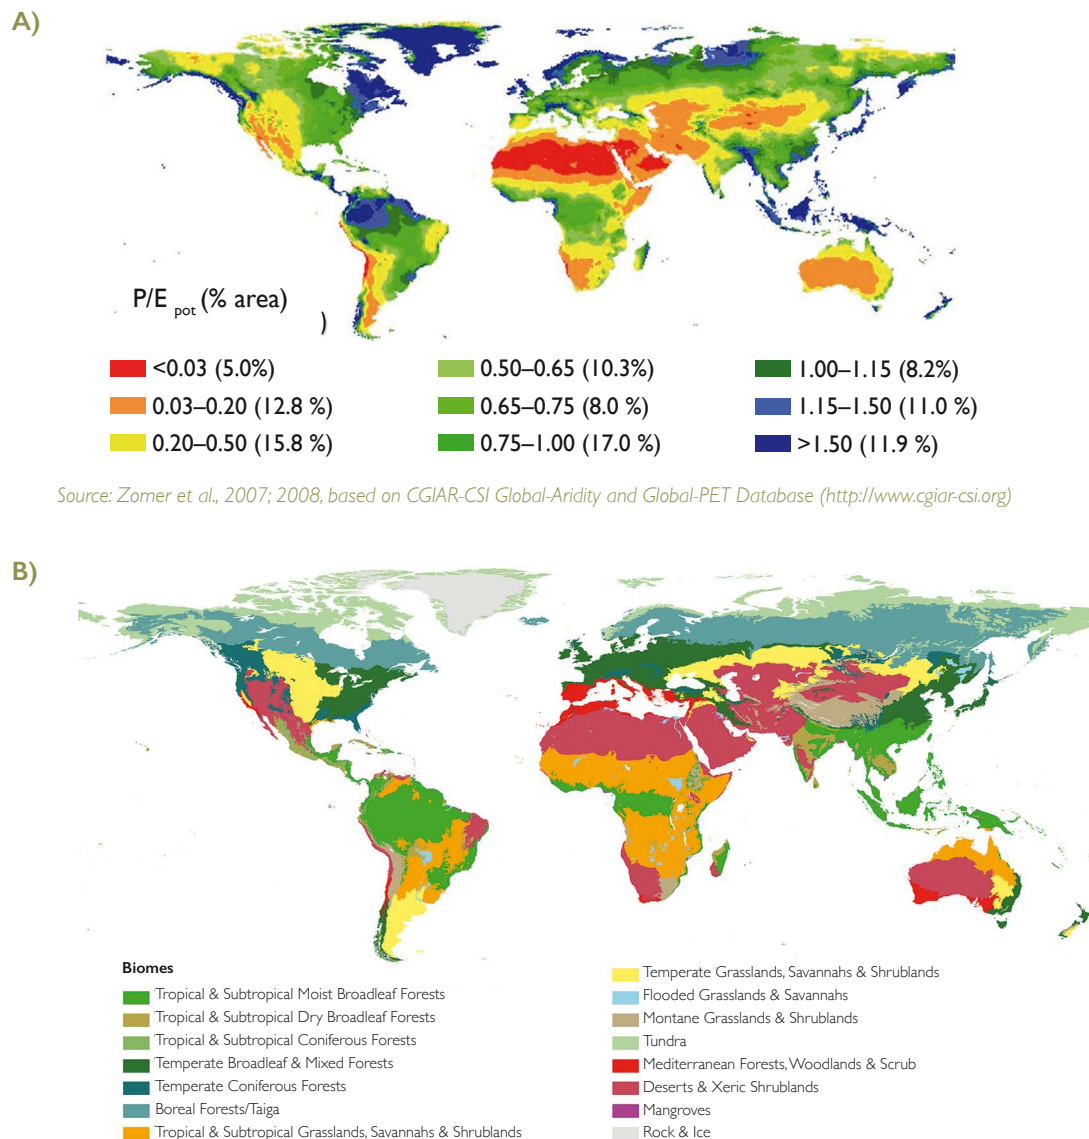 A)
P/E pot (% area)
)
<0.03 (5.0%)
0.03–0.20 (12.8 %)
0.20–0.50 (15.8 %)
0.50–0.65 (10.3%)
0.65–0.75 (8.0 %)
0.75–1.00 (17.0 %)
1.00–1.15 (8.2%)
1.15–1.50 (11.0 %)
>1.50 (11.9 %)
Source: Zomer et al., 2007; 2008, based on CGIAR-CSI Global-Aridity and Global-PET Database (http://www.cgiar-csi.org)
B)
Biomes
Tropical & Subtropical Moist Broadleaf Forests
Tropical & Subtropical Dry Broadleaf Forests
Tropical & Subtropical Coniferous Forests
Temperate Broadleaf & Mixed Forests
Temperate Coniferous Forests
Boreal Forests/Taiga
Tropical & Subtropical Grasslands, Savannahs & Shrublands
Temperate Grasslands, Savannahs & Shrublands
Flooded Grasslands & Savannahs
Montane Grasslands & Shrublands
Tundra
Mediterranean Forests, Woodlands & Scrub
Deserts & Xeric Shrublands
Mangroves
Rock & Ice